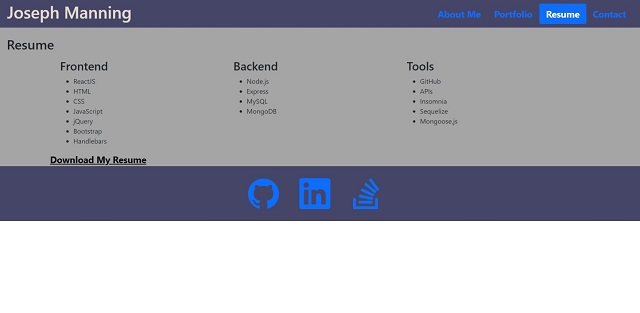 Joseph Manning
About Me Portfolio Resume Contact
Resume
Frontend
ReactJS
HTML
CSS
JavaScript
jQuery
Bootstrap
Handlebars
Backend
Node.js
Express
MySQL
MongoDB
Tools
GitHub
APIs
Insomnia
Sequelize
Mongoose.js
Download My Resume
in